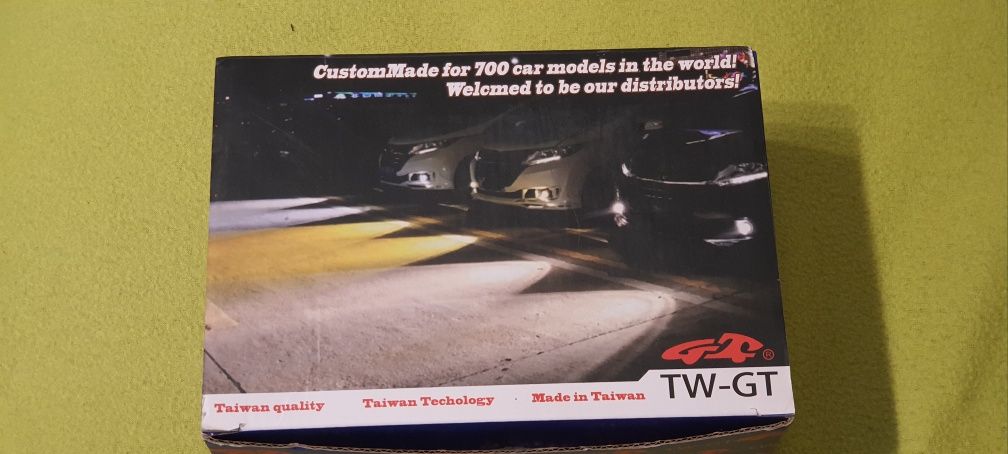 CustomMade for 700 car models in the world!
Welcmed to be our distributors!
GT®
TW-GT
Taiwan quality Taiwan Techology Made in Taiwan